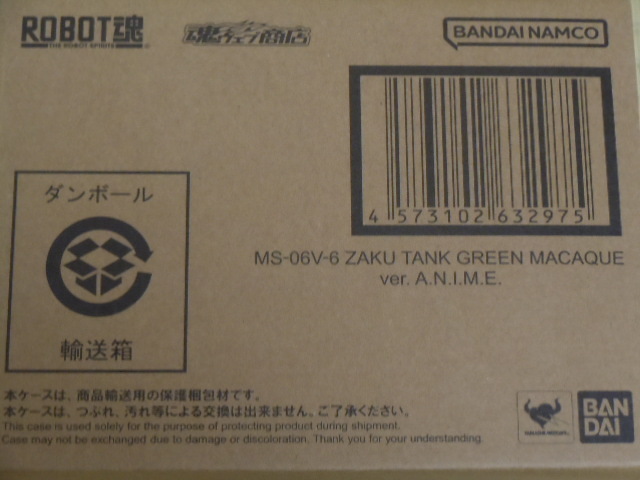 ROBOT魂
THE ROBOT SPIRITS
魂ウェブ商店
BANDAI NAMCO
4 573102 632975
MS-06V-6 ZAKU TANK GREEN MACAQUE
ver. A.N.I.M.E.
ダンボール
輸送箱
本ケースは、商品輸送用の保護梱包材です。
本ケースは、つぶれ、汚れ等による交換は出来ません。ご了承ください。
This case is used solely for the purpose of protecting product during shipment.
Case may not be exchanged due to damage or discoloration. Thank you for your understanding
BAN
DAI